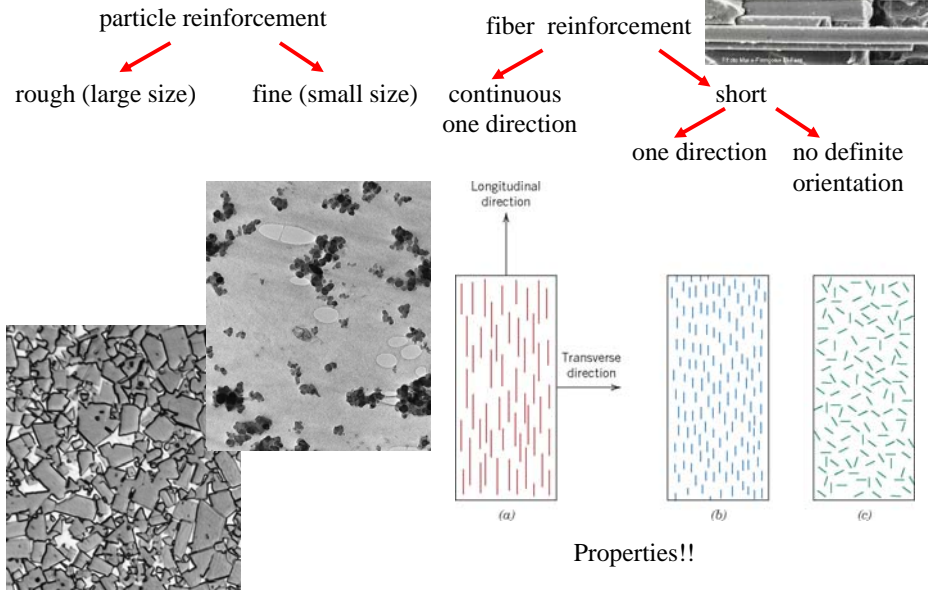 particle reinforcement
fiber  reinforcement
rough (large size)
fine (small size)
continuous
one direction
short
one direction
no definite
orientation
Longitudinal
direction
Transverse
direction
(a)
(b)
(c)
Properties!!